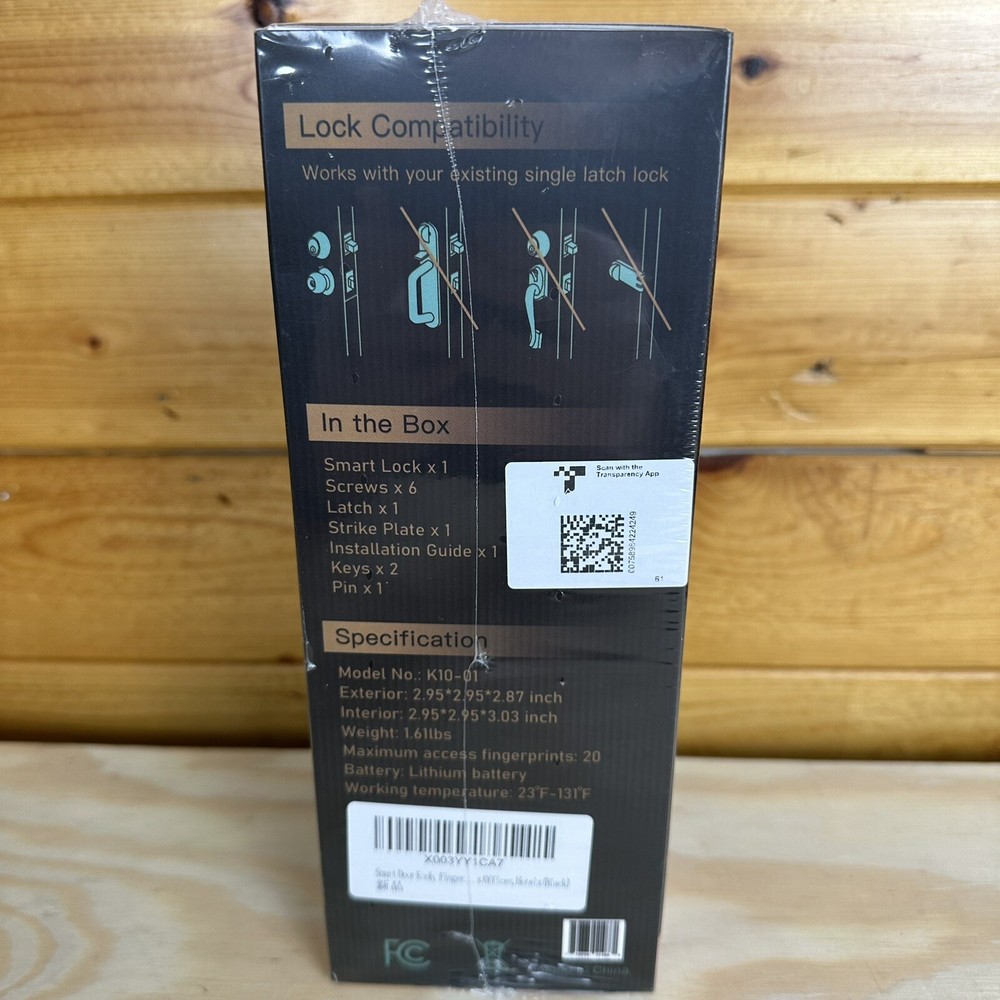 Lock Compatibility
Works with your existing single latch lock
In the Box
Smart Lock x 1
Screws x 6
Latch x 1
Strike Plate x 1
Installation Guide x 1
Keys x 2
Pin x 1
Scan with the
Transparency App
61
Specification
Model No.: K10-01
Exterior: 2.95*2.95*2.87 inch
Interior: 2.95*2.95*3.03 inch
Weight: 1.61lbs
Maximum access fingerprints: 20
Battery: Lithium battery
Working temperature: 23°F-131°F
X003YY1CA7
FC
China